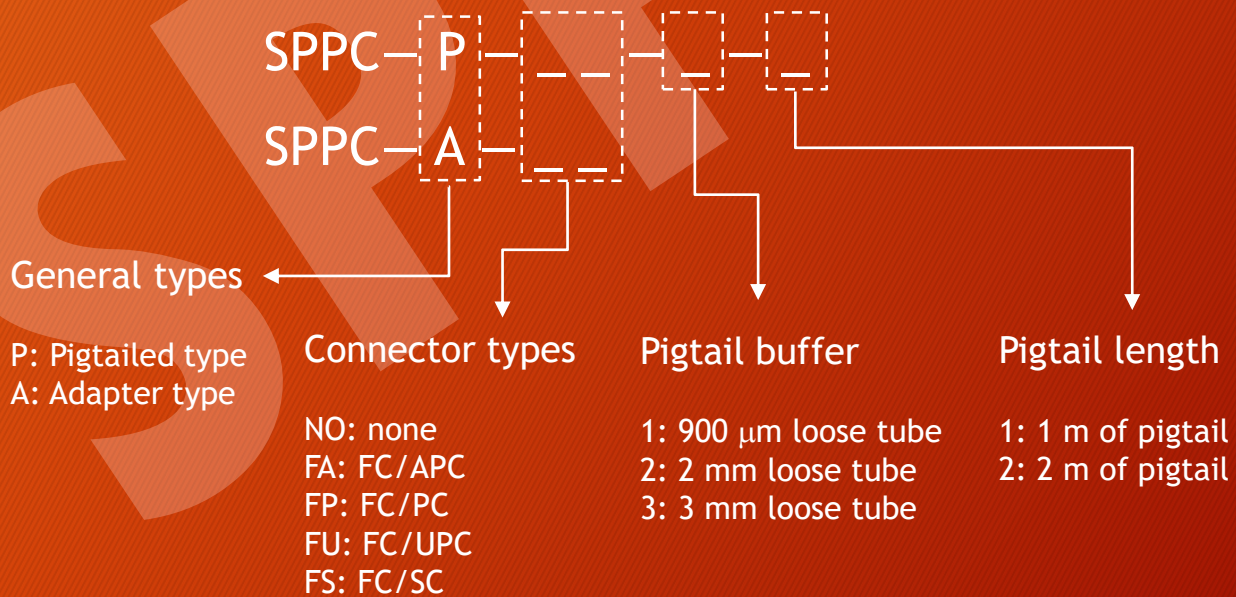 SPPC—P—_ _—_—_
SPPC—A—_ _
General types
P: Pigtailed type
A: Adapter type
Connector types
NO: none
FA: FC/APC
FP: FC/PC
FU: FC/UPC
FS: FC/SC
Pigtail buffer
1: 900 μm loose tube
2: 2 mm loose tube
3: 3 mm loose tube
Pigtail length
1: 1 m of pigtail
2: 2 m of pigtail